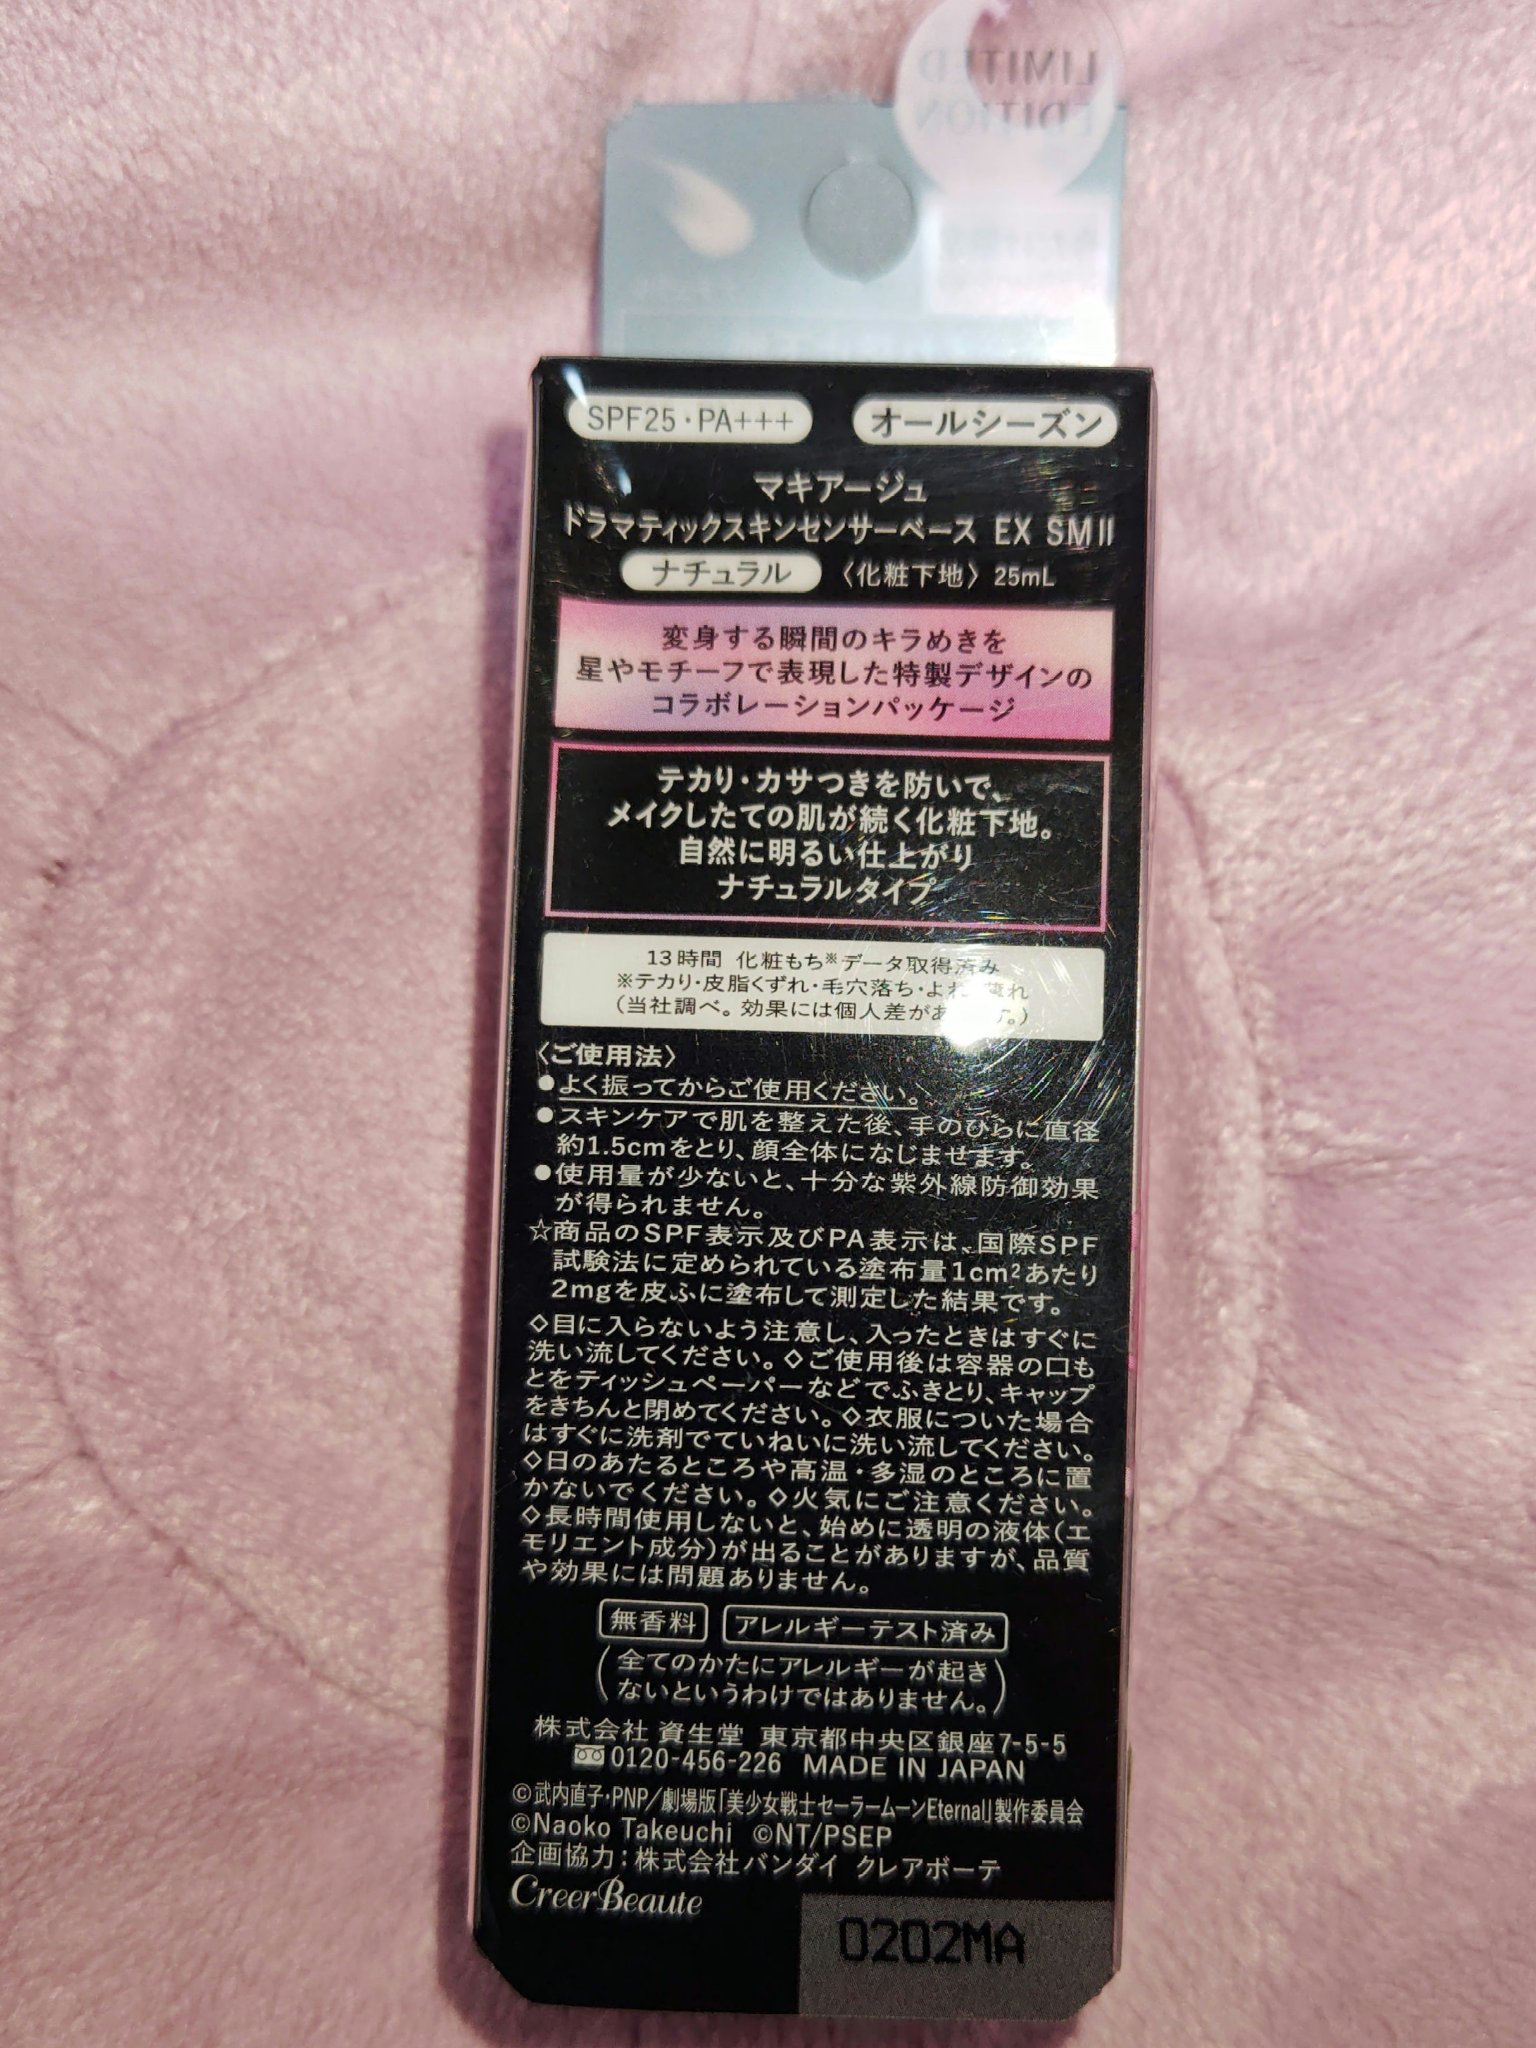 LIMITED
EDITION
SPF25・PA+++ オールシーズン
マキアージュ
ドラマティックスキンセンサーベース EX SMⅡ
ナチュラル 〈化粧下地〉 25mL
変身する瞬間のキラめきを
星やモチーフで表現した特製デザインの
コラボレーションパッケージ
テカリ・カサつきを防いで、
メイクしたての肌が続く化粧下地。
自然に明るい仕上がり
ナチュラルタイプ
13時間 化粧もち※データ取得済み
※テカリ・皮脂くずれ・毛穴落ち・よれ 薄れ
(当社調べ。効果には個人差があ す。)
〈ご使用法〉
●よく振ってからご使用ください。
●スキンケアで肌を整えた後、手のひらに直径
約1.5cmをとり、顔全体になじませます。
●使用量が少ないと、十分な紫外線防御効果
が得られません。
☆商品のSPF表示及びPA表示は、国際SPF
試験法に定められている塗布量1cm²あたり
2mgを皮ふに塗布して測定した結果です。
◇目に入らないよう注意し、入ったときはすぐに
洗い流してください。◇ご使用後は容器の口も
とをティッシュペーパーなどでふきとり、キャップ
をきちんと閉めてください。◇衣服についた場合
はすぐに洗剤でていねいに洗い流してください。
◇日のあたるところや高温・多湿のところに置
かないでください。◇火気にご注意ください。
◇長時間使用しないと、始めに透明の液体(エ
モリエント成分)が出ることがありますが、品質
や効果には問題ありません。
無香料 アレルギーテスト済み
(全てのかたにアレルギーが起き
ないというわけではありません。)
株式会社 資生堂 東京都中央区銀座7-5-5
0120-456-226 MADE IN JAPAN
©武内直子・PNP/劇場版「美少女戦士セーラームーンEternal」製作委員会
©Naoko Takeuchi ©NT/PSEP
企画協力:株式会社バンダイ クレアボーテ
CreerBeaute
0202MA